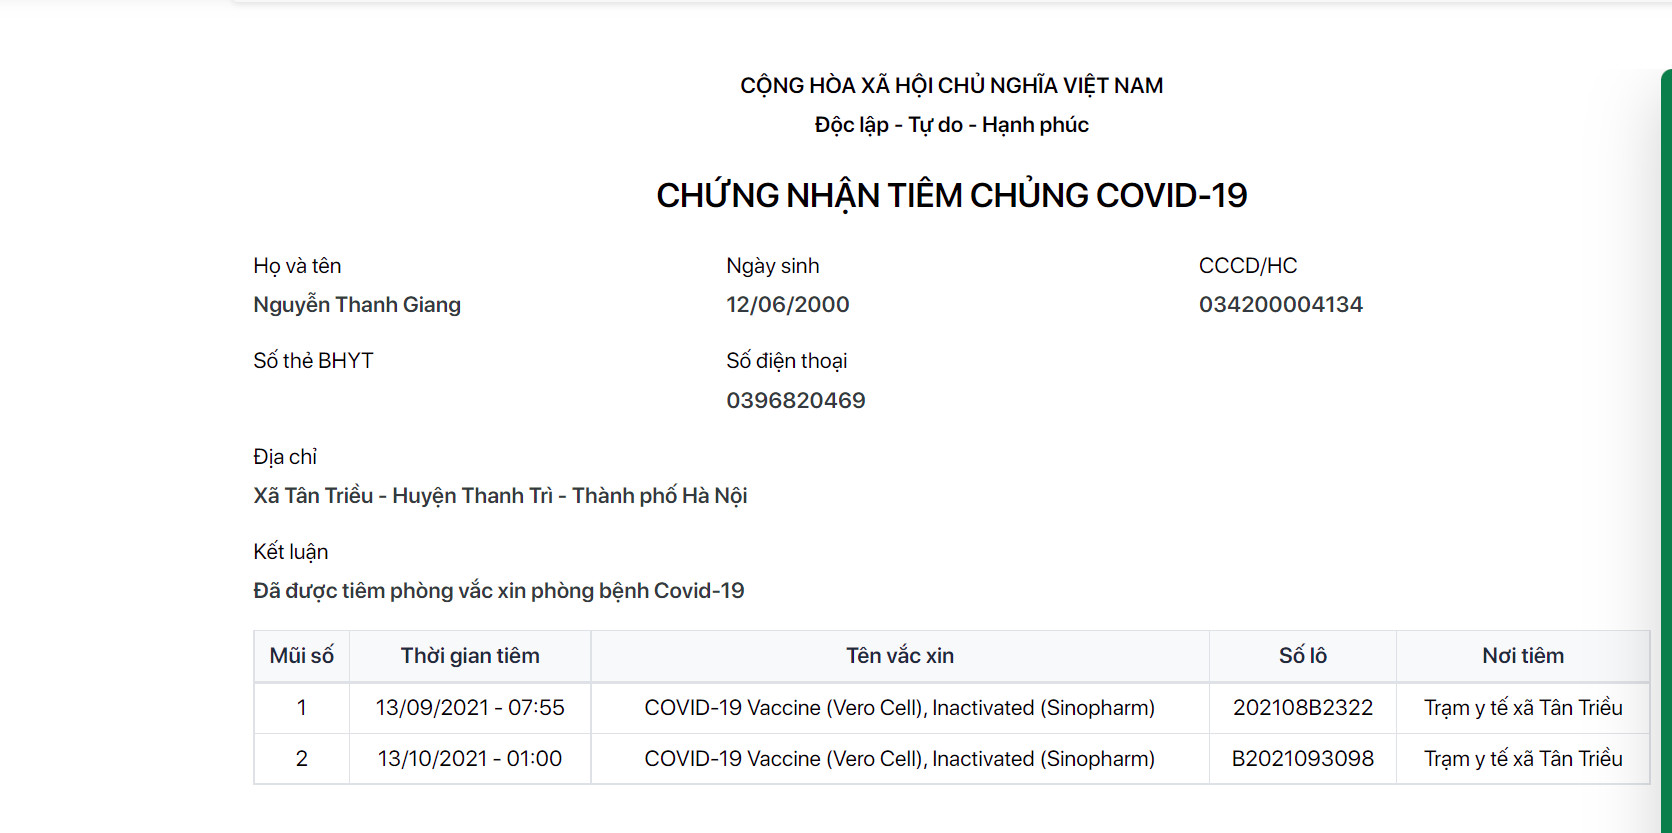 CỘNG HÒA XÃ HỘI CHỦ NGHĨA VIỆT NAM
Độc lập - Tự do - Hạnh phúc
CHỨNG NHẬN TIÊM CHỦNG COVID-19
Họ và tên Ngày sinh CCCD/HC
Nguyễn Thanh Giang 12/06/2000 034200004134
Số thẻ BHYT Số điện thoại
0396820469
Địa chỉ
Xã Tân Triều - Huyện Thanh Trì - Thành phố Hà Nội
Kết luận
Đã được tiêm phòng vắc xin phòng bệnh Covid-19
Mũi số Thời gian tiêm Tên vắc xin Số lô Nơi tiêm
1 13/09/2021 - 07:55 COVID-19 Vaccine (Vero Cell), Inactivated (Sinopharm) 202108B2322 Trạm y tế xã Tân Triều
2 13/10/2021 - 01:00 COVID-19 Vaccine (Vero Cell), Inactivated (Sinopharm) B2021093098 Trạm y tế xã Tân Triều